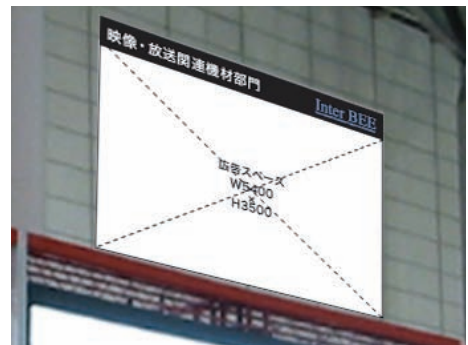 映像・放送関連機材部門
Inter BEE
広告スペース
W5400
×
H3500